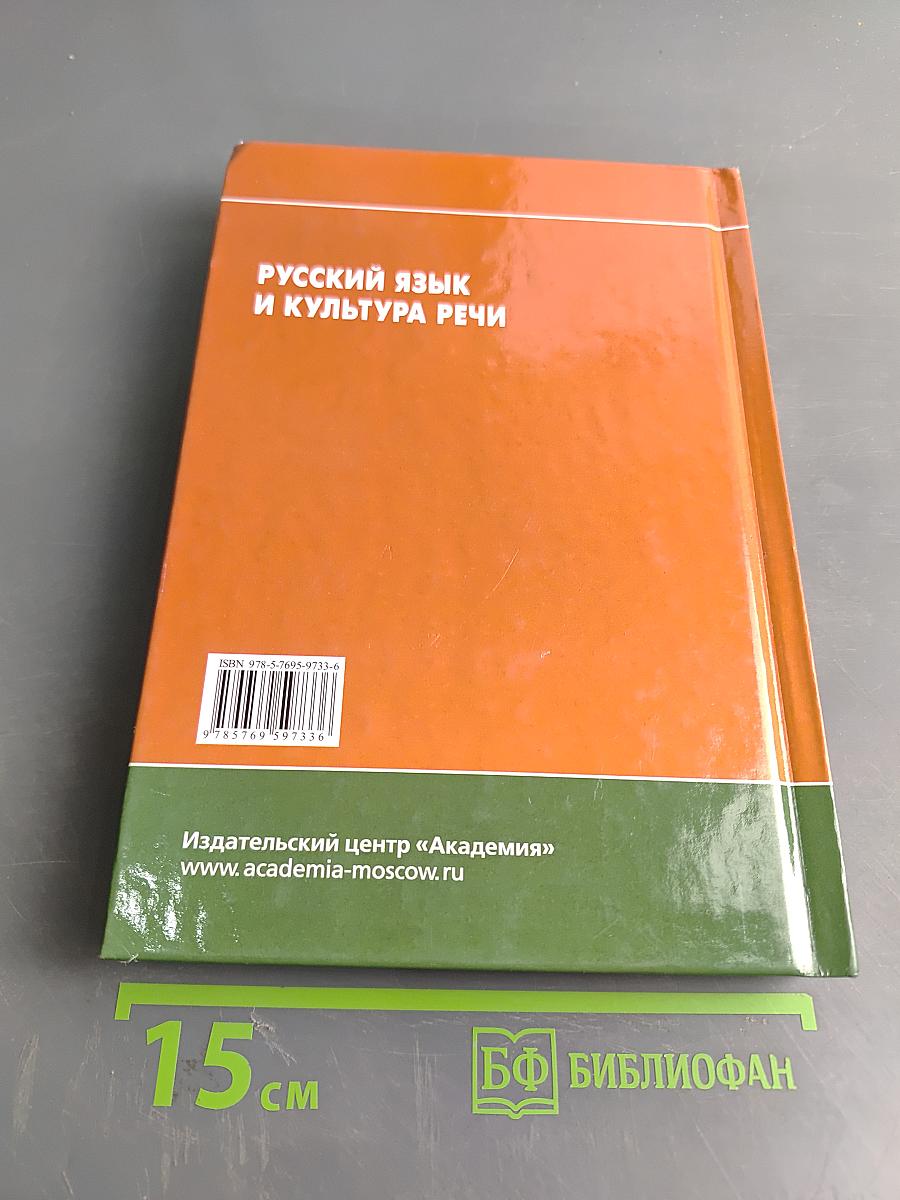 РУССКИЙ ЯЗЫК
И КУЛЬТУРА РЕЧИ
ISBN 978-5-7695-9733-6
9 785769 597336
Издательский центр «Академия»
www.academia-moscow.ru
15 см
БФ БИБЛИОФАН